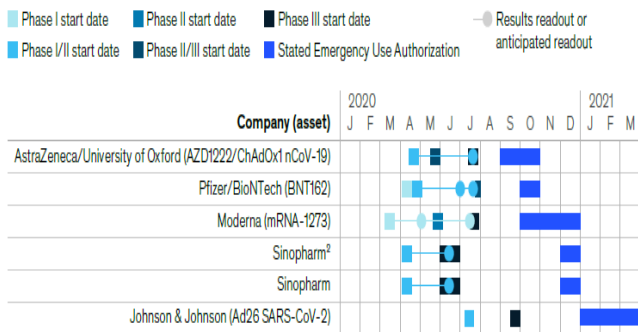 Phase I start date Phase II start date Phase III start date Results readout or
anticipated readout
Phase I/II start date Phase II/III start date Stated Emergency Use Authorization
2020 2021
Company (asset) J F M A M J J A S O N D J F M
AstraZeneca/University of Oxford (AZD1222/ChAdOx1 nCoV-19)
Pfizer/BioNTech (BNT162)
Moderna (mRNA-1273)
Sinopharm²
Sinopharm
Johnson & Johnson (Ad26 SARS-CoV-2)